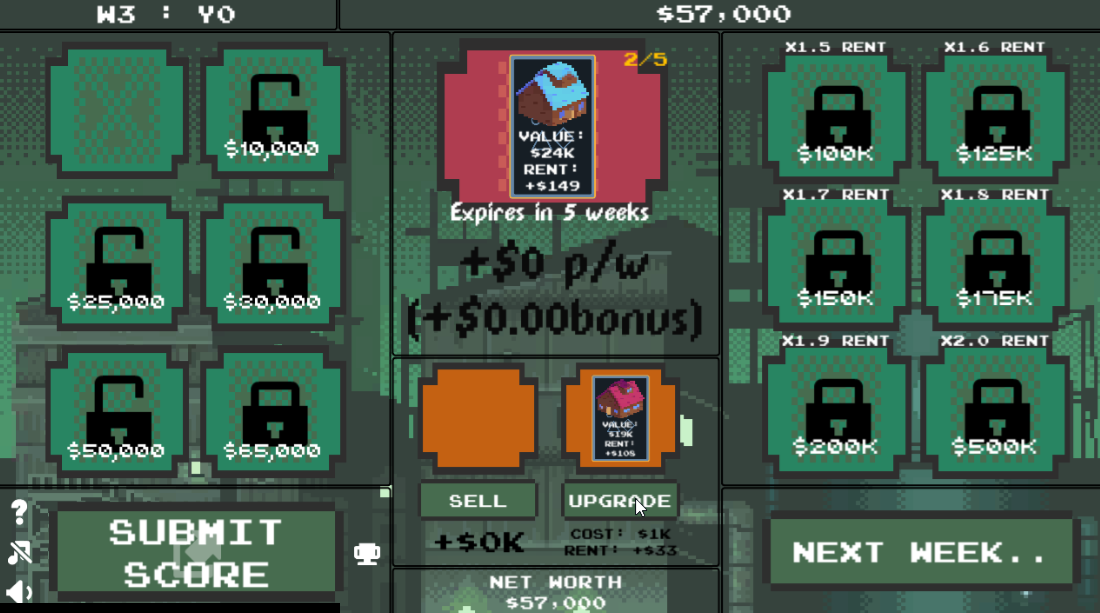 W3 : Y0
$57,000
$10,000
$25,000
$30,000
$50,000
$65,000
SUBMIT
SCORE
?
2/5
VALUE:
$24K
RENT:
+$149
Expires in 5 weeks
+$0 p/w
(+$0.00bonus)
VALUE:
$19K
RENT:
+$105
SELL
UPGRADE
+$0K
COST: $1K
RENT: +$33
NET WORTH
$57,000
X1.5 RENT
X1.6 RENT
$100K
$125K
X1.7 RENT
X1.8 RENT
$150K
$175K
X1.9 RENT
X2.0 RENT
$200K
$500K
NEXT WEEK..